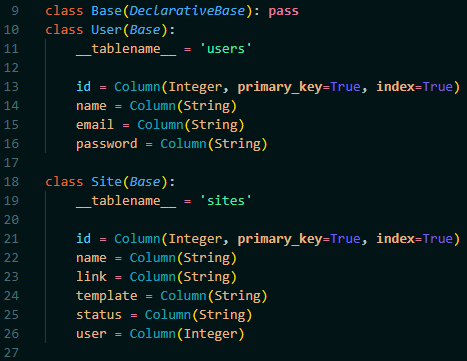 9 class Base(DeclarativeBase): pass
10 class User(Base):
11     __tablename__ = 'users'
12
13     id = Column(Integer, primary_key=True, index=True)
14     name = Column(String)
15     email = Column(String)
16     password = Column(String)
17
18 class Site(Base):
19     __tablename__ = 'sites'
20
21     id = Column(Integer, primary_key=True, index=True)
22     name = Column(String)
23     link = Column(String)
24     template = Column(String)
25     status = Column(String)
26     user = Column(Integer)
27